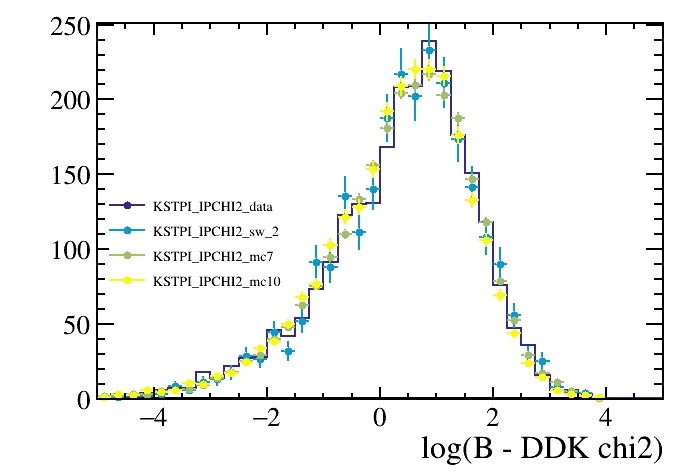 250
200
150
100
50
0
KSTPI_IPCHI2_data
KSTPI_IPCHI2_sw_2
KSTPI_IPCHI2_mc7
KSTPI_IPCHI2_mc10
−4 −2 0 2 4
log(B - DDK chi2)